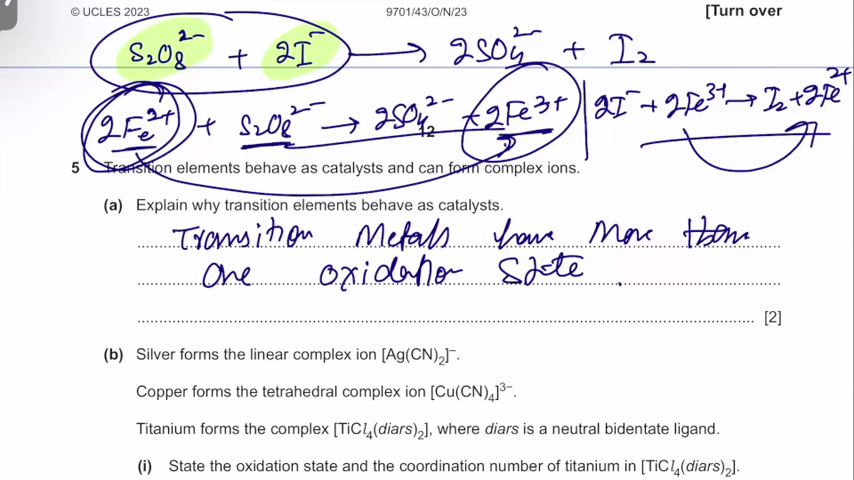 © UCLES 2023 9701/43/O/N/23 [Turn over
S₂O₈²⁻ + 2I⁻ → 2SO₄²⁻ + I₂
2Fe²⁺ + S₂O₈²⁻ → 2SO₄²⁻ + 2Fe³⁺ | 2I⁻ + 2Fe³⁺ → I₂ + 2Fe²⁺
12
5 Transition elements behave as catalysts and can form complex ions.
(a) Explain why transition elements behave as catalysts.
Transition Metals have More than
one oxidation state .
[2]
(b) Silver forms the linear complex ion [Ag(CN)₂]⁻.
Copper forms the tetrahedral complex ion [Cu(CN)₄]³⁻.
Titanium forms the complex [TiCl₄(diars)₂], where diars is a neutral bidentate ligand.
(i) State the oxidation state and the coordination number of titanium in [TiCl₄(diars)₂].